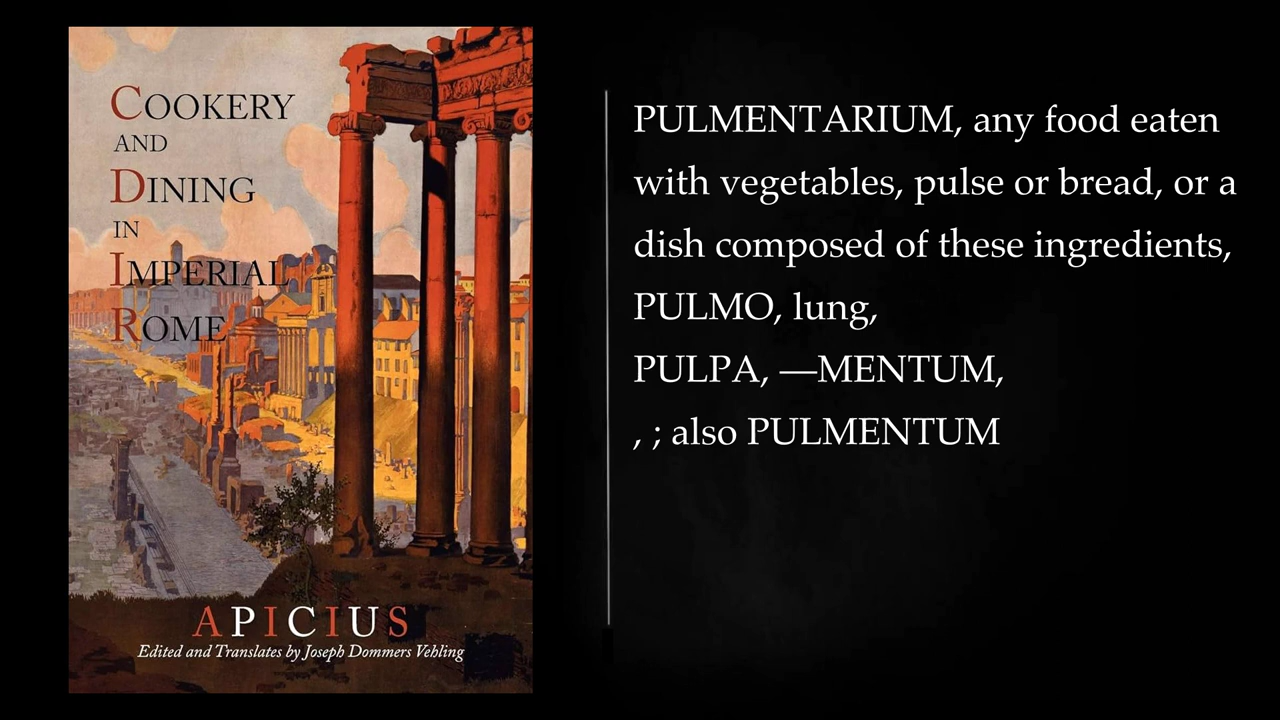 COOKERY
AND
DINING
IN
IMPERIAL
ROME
APICIUS
Edited and Translates by Joseph Dommers Vehling
PULMENTARIUM, any food eaten
with vegetables, pulse or bread, or a
dish composed of these ingredients,
PULMO, lung,
PULPA, —MENTUM,
, ; also PULMENTUM